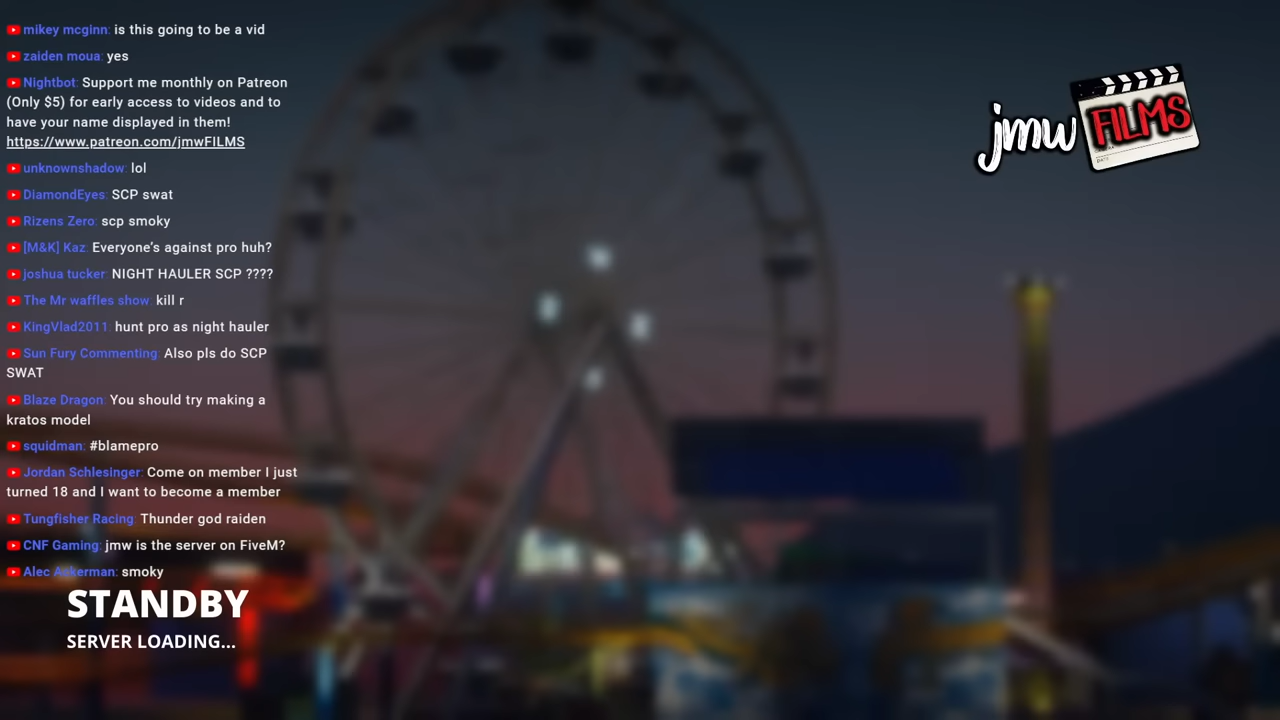 mikey mcginn: is this going to be a vid
zaiden moua: yes
Nightbot: Support me monthly on Patreon
(Only $5) for early access to videos and to
have your name displayed in them!
https://www.patreon.com/jmwFILMS
unknownshadow: lol
DiamondEyes: SCP swat
Rizens Zero: scp smoky
[M&K] Kaz: Everyone’s against pro huh?
joshua tucker: NIGHT HAULER SCP ????
The Mr waffles show: kill r
KingVlad2011: hunt pro as night hauler
Sun Fury Commenting: Also pls do SCP
SWAT
Blaze Dragon: You should try making a
kratos model
squidman: #blamepro
Jordan Schlesinger: Come on member I just
turned 18 and I want to become a member
Tungfisher Racing: Thunder god raiden
CNF Gaming: jmw is the server on FiveM?
Alec Ackerman: smoky
STANDBY
SERVER LOADING...
jmw FILMS